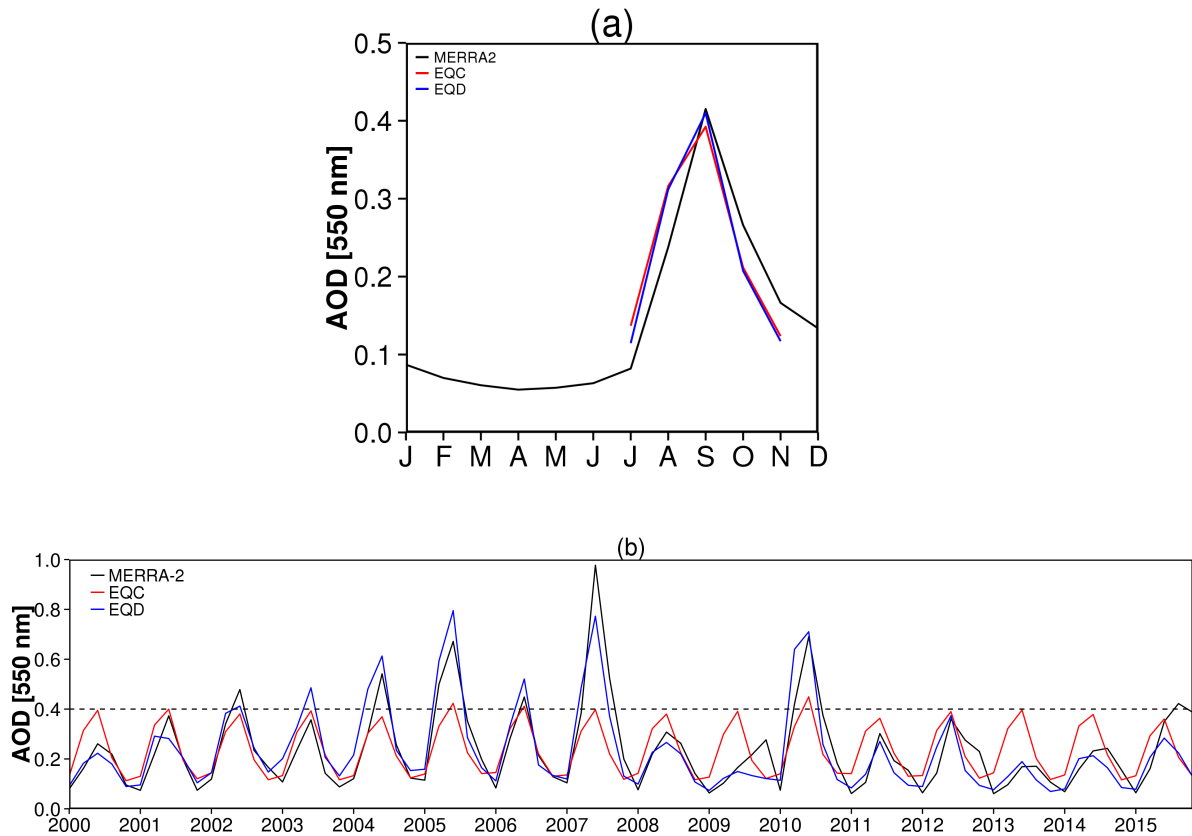 (a)
AOD [550 nm]
0.5
0.4
0.3
0.2
0.1
0.0
MERRA2
EQC
EQD
J F M A M J J A S O N D
(b)
AOD [550 nm]
1.0
0.8
0.6
0.4
0.2
0.0
MERRA-2
EQC
EQD
2000 2001 2002 2003 2004 2005 2006 2007 2008 2009 2010 2011 2012 2013 2014 2015